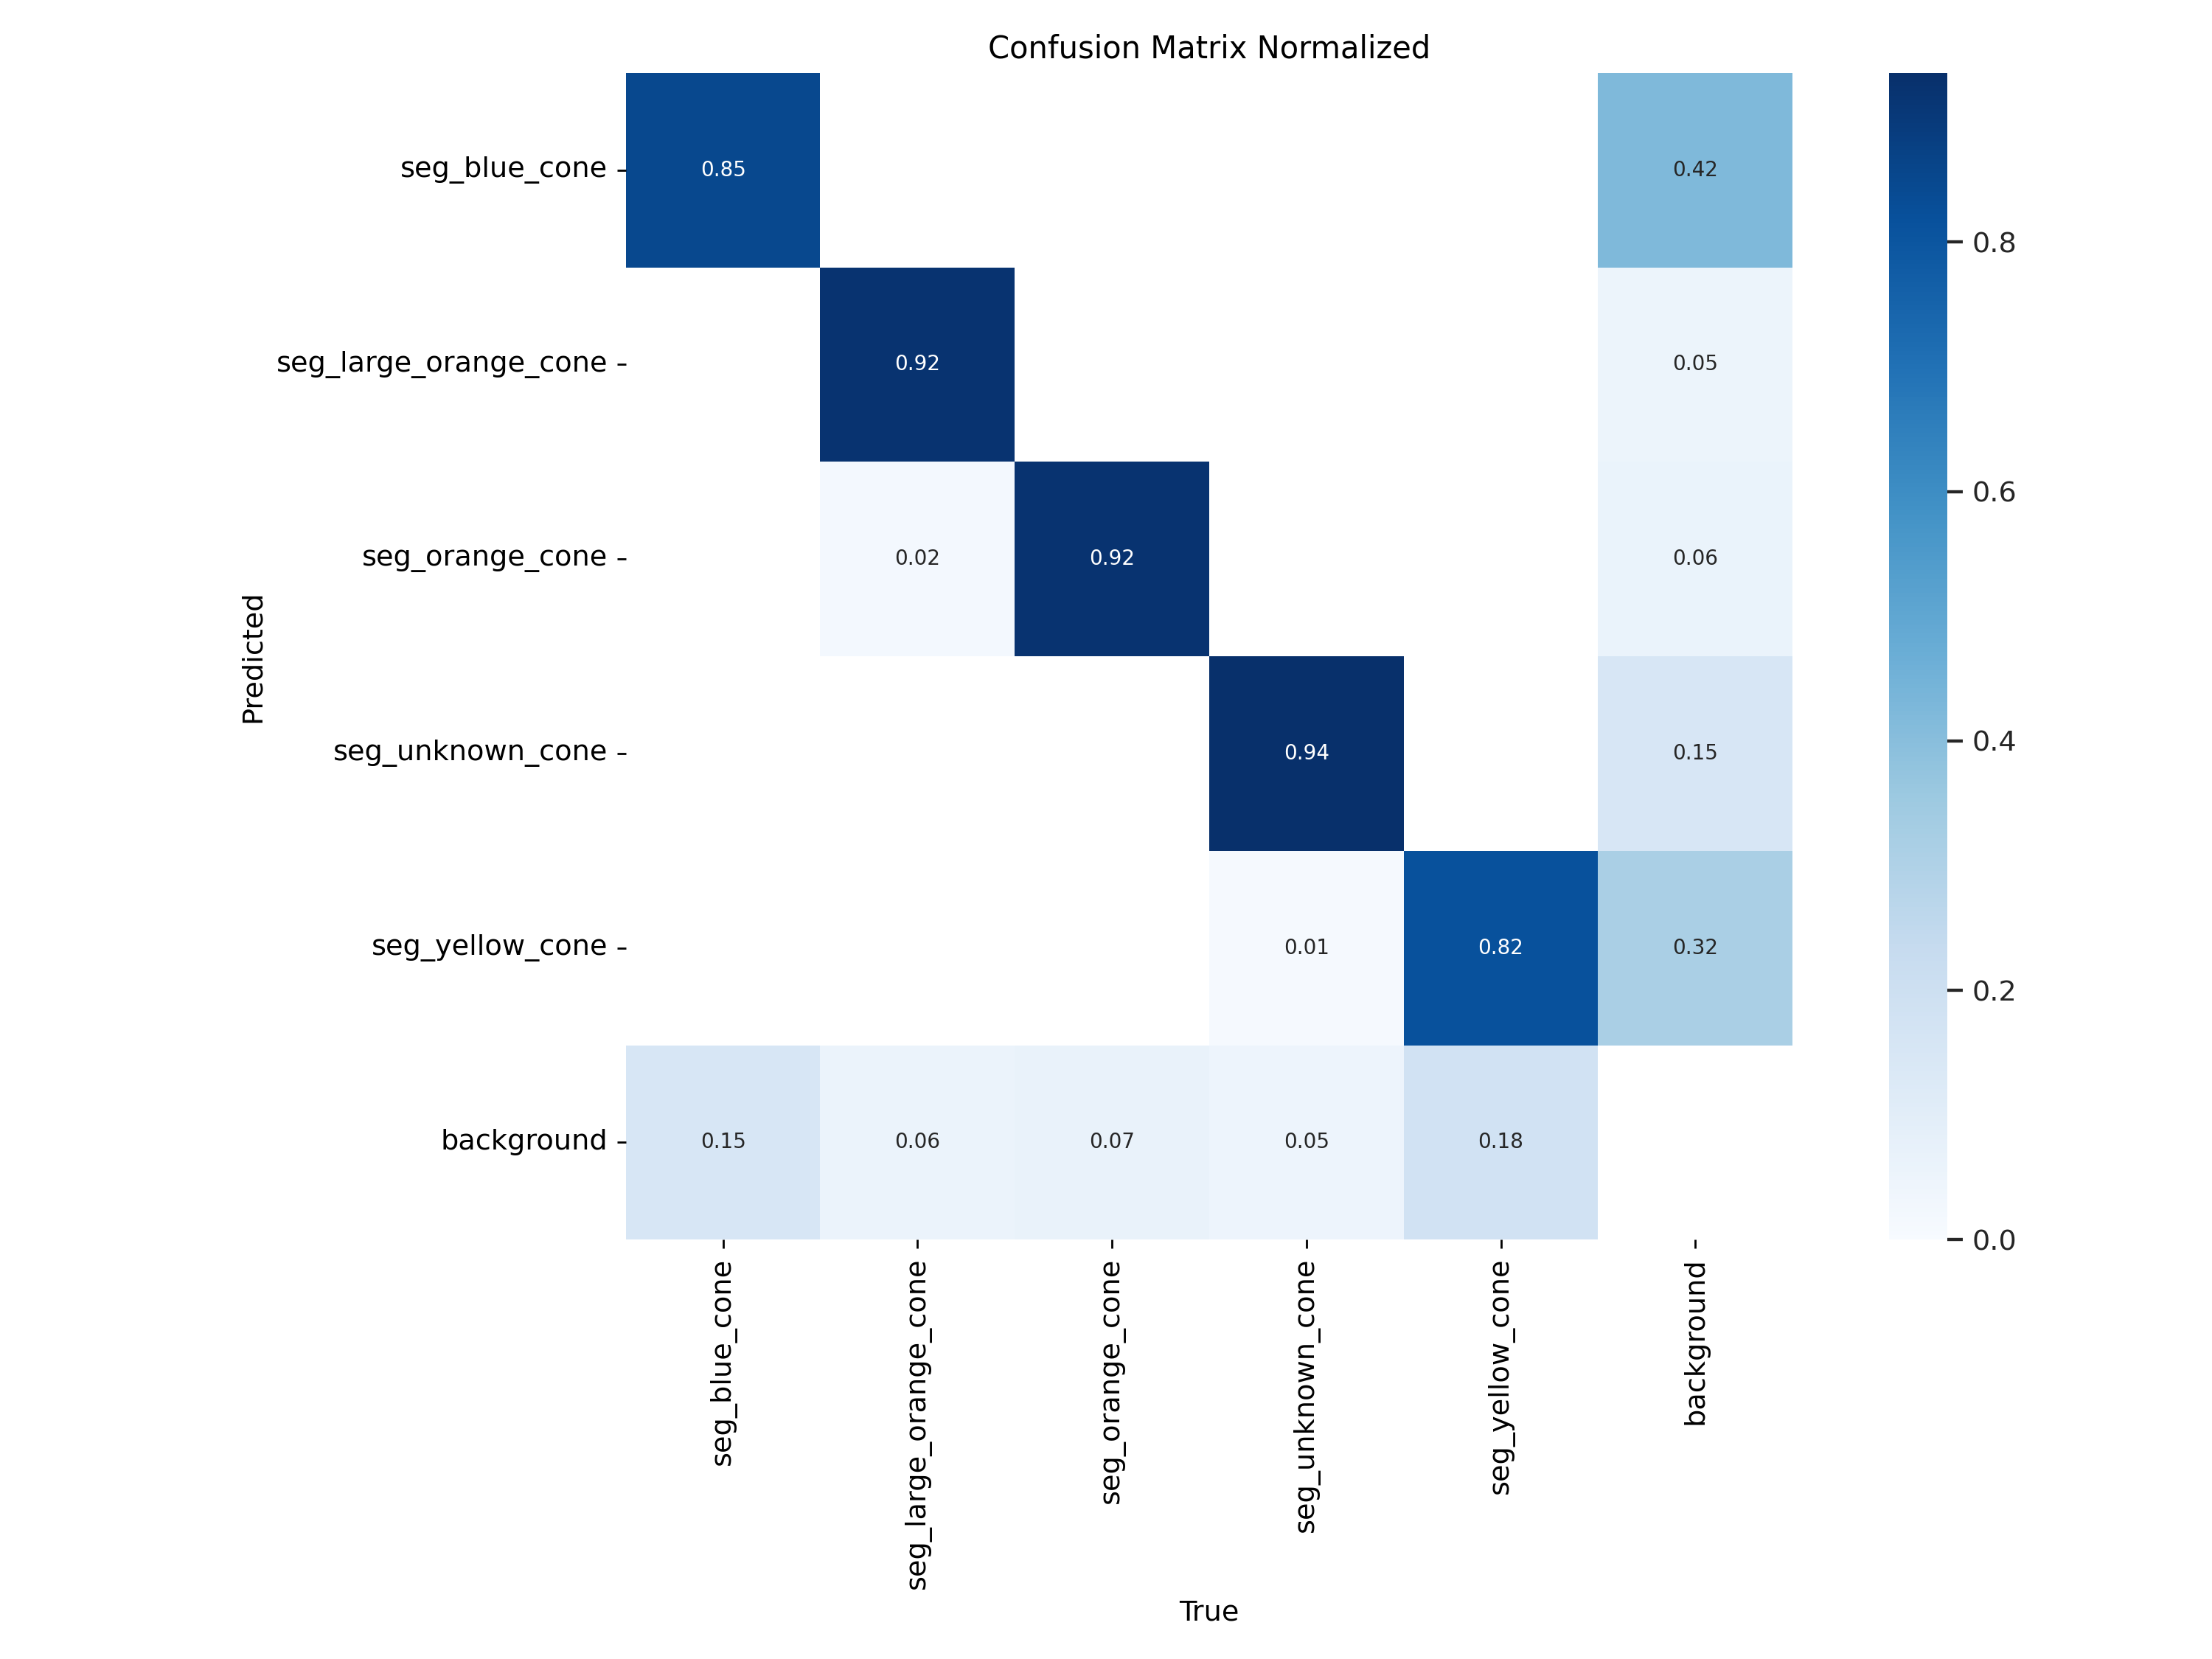 Confusion Matrix Normalized
seg_blue_cone
0.85
0.42
seg_large_orange_cone
0.92
0.05
seg_orange_cone
0.02
0.92
0.06
seg_unknown_cone
0.94
0.15
seg_yellow_cone
0.01
0.82
0.32
background
0.15
0.06
0.07
0.05
0.18
Predicted
seg_blue_cone
seg_large_orange_cone
seg_orange_cone
seg_unknown_cone
seg_yellow_cone
background
True
0.8
0.6
0.4
0.2
0.0